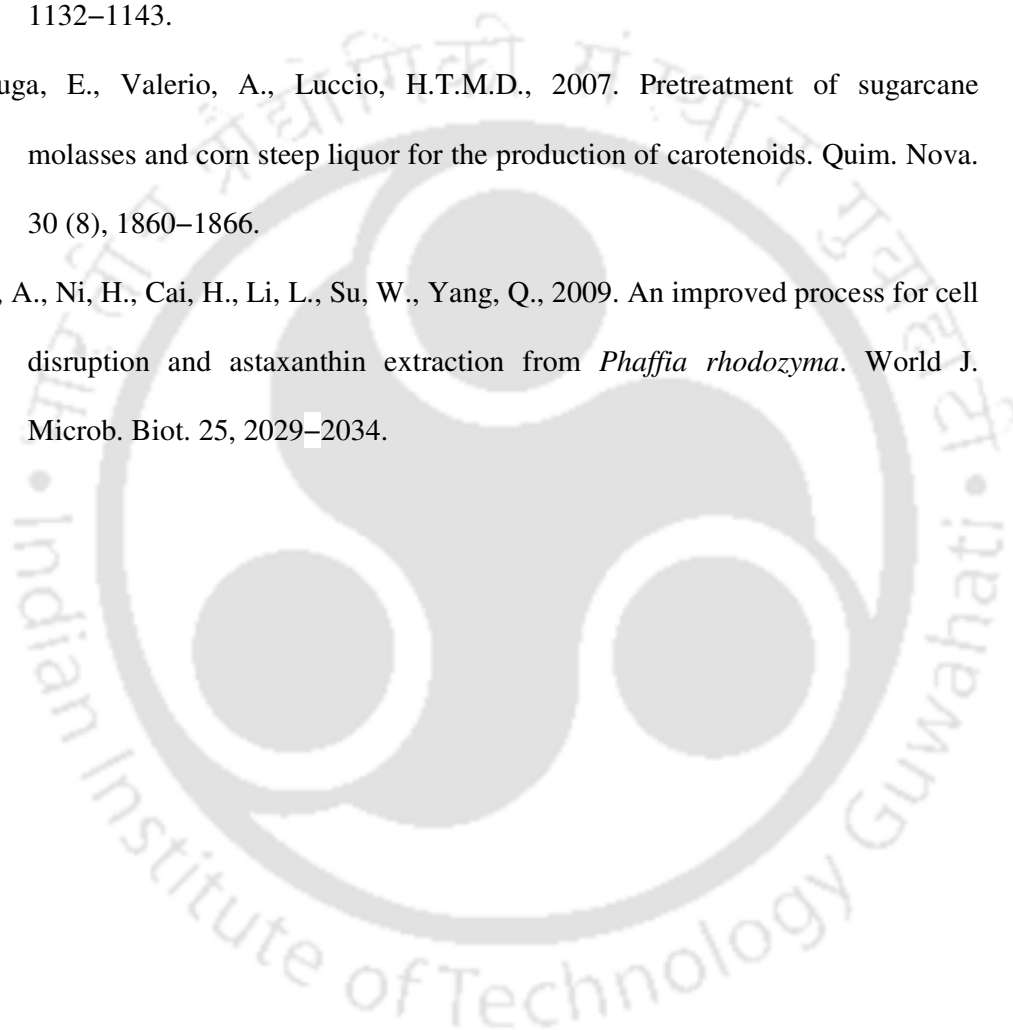 1132−1143.
uga, E., Valerio, A., Luccio, H.T.M.D., 2007. Pretreatment of sugarcane
molasses and corn steep liquor for the production of carotenoids. Quim. Nova.
30 (8), 1860−1866.
, A., Ni, H., Cai, H., Li, L., Su, W., Yang, Q., 2009. An improved process for cell
disruption and astaxanthin extraction from Phaffia rhodozyma. World J.
Microb. Biot. 25, 2029−2034.
भारतीय प्रौद्योगिकी संस्थान गुवाहाटी
Indian Institute of Technology Guwahati